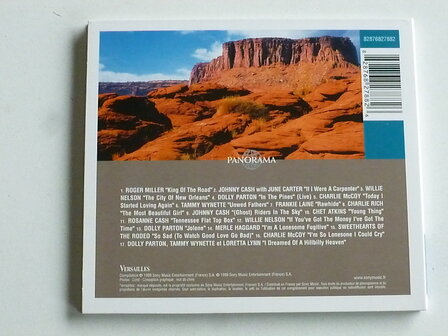 82876827882
8 28768 27882 6
PANORAMA
1. ROGER MILLER "King Of The Road" 2. JOHNNY CASH with JUNE CARTER "If I Were A Carpenter" 3. WILLIE
NELSON "The City Of New Orleans" 4. DOLLY PARTON "In The Pines" (Live) 5. CHARLIE McCOY "Today I
Started Loving Again" 6. TAMMY WYNETTE "Unwed Fathers" 7. FRANKIE LAINE "Rawhide" 8. CHARLIE RICH
"The Most Beautiful Girl" 9. JOHNNY CASH "(Ghost) Riders In The Sky" 10. CHET ATKINS "Young Thing"
11. ROSANNE CASH "Tennessee Flat Top Box" 12. WILLIE NELSON "If You've Got The Money I've Got The
Time" 13. DOLLY PARTON "Jolene" 14. MERLE HAGGARD "I'm A Lonesome Fugitive" 15. SWEETHEARTS OF
THE RODEO "So Sad (To Watch Good Love Go Bad)" 16. CHARLIE McCOY "I'm So Lonesome I Could Cry"
17. DOLLY PARTON, TAMMY WYNETTE et LORETTA LYNN "I Dreamed Of A Hillbilly Heaven"
VERSAILLES
www.sonymusic.fr